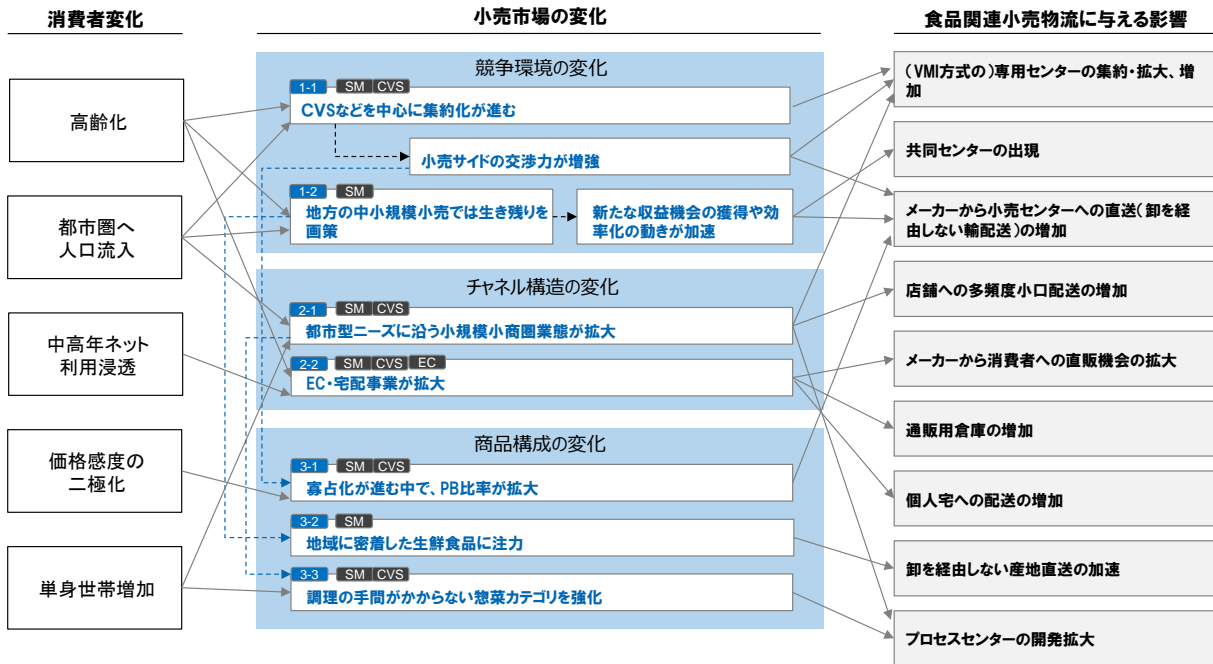 消費者変化
小売市場の変化
食品関連小売物流に与える影響
高齢化
都市圏へ
人口流入
中高年ネット
利用浸透
価格感度の
二極化
単身世帯増加
競争環境の変化
1-1 SM CVS
CVSなどを中心に集約化が進む
小売サイドの交渉力が増強
1-2 SM
地方の中小規模小売では生き残りを
画策
新たな収益機会の獲得や効
率化の動きが加速
チャネル構造の変化
2-1 SM CVS
都市型ニーズに沿う小規模小商圏業態が拡大
2-2 SM CVS EC
EC・宅配事業が拡大
商品構成の変化
3-1 SM CVS
寡占化が進む中で、PB比率が拡大
3-2 SM
地域に密着した生鮮食品に注力
3-3 SM CVS
調理の手間がかからない惣菜カテゴリを強化
（VMI方式の）専用センターの集約・拡大、増
加
共同センターの出現
メーカーから小売センターへの直送（卸を経
由しない輸配送）の増加
店舗への多頻度小口配送の増加
メーカーから消費者への直販機会の拡大
通販用倉庫の増加
個人宅への配送の増加
卸を経由しない産地直送の加速
プロセスセンターの開発拡大